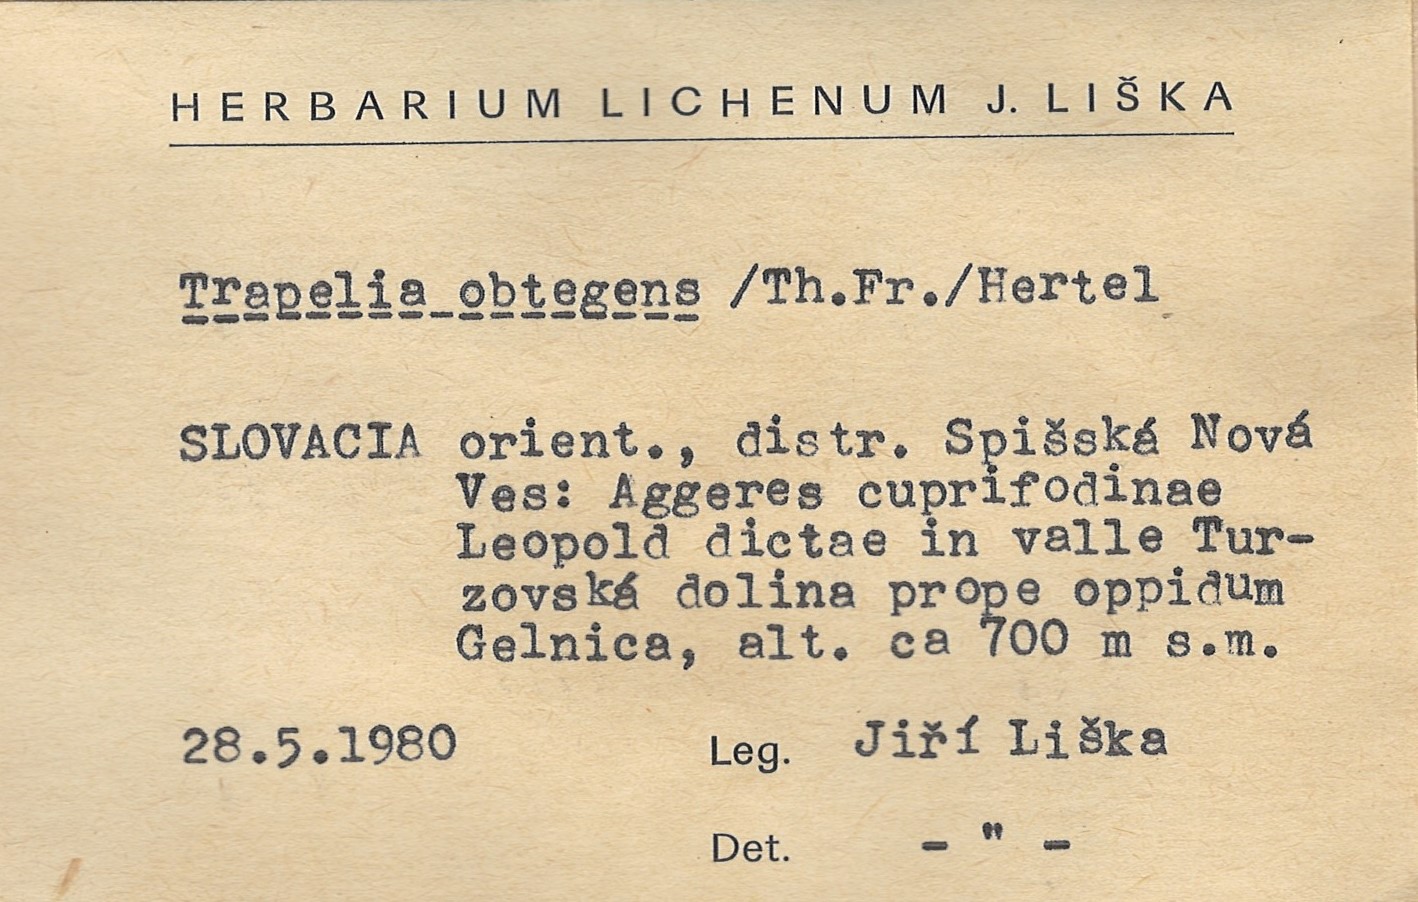 HERBARIUM LICHENUM J. LIŠKA
Trapelia obtegens /Th.Fr./Hertel
SLOVACIA orient., distr. Spišská Nová
Ves: Aggeres cuprifodinae
Leopold dictae in valle Tur-
zovská dolina prope oppidum
Gelnica, alt. ca 700 m s.m.
28.5.1980 Leg. Jiří Liška
Det. - " -